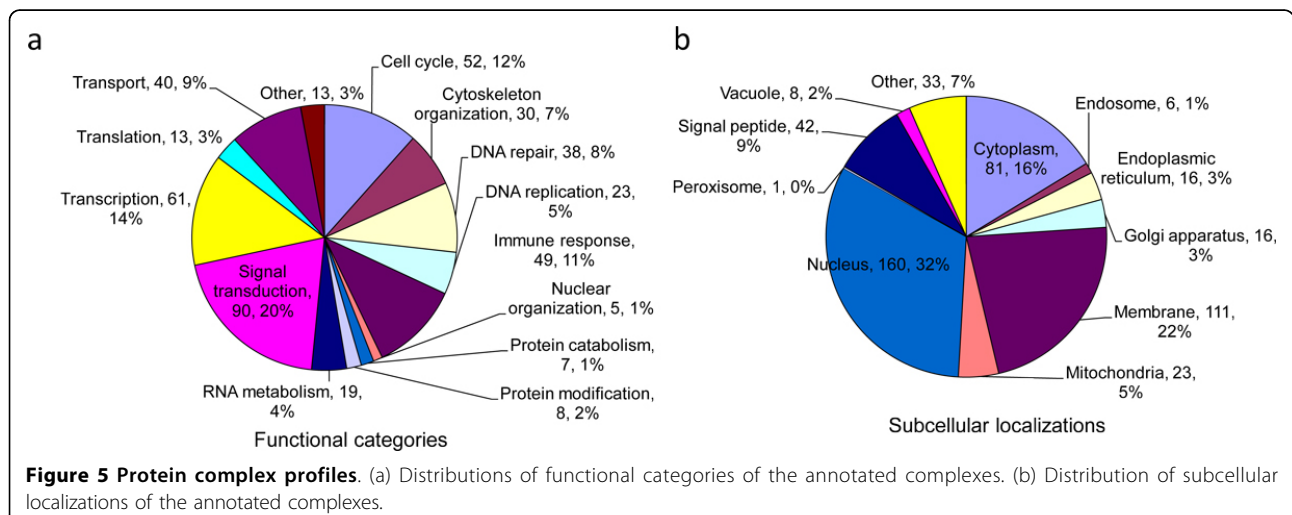 a
Cell cycle, 52, 12%
Cytoskeleton
organization, 30, 7%
DNA repair, 38, 8%
DNA replication, 23,
5%
Immune response,
49, 11%
Nuclear
organization, 5, 1%
Protein catabolism,
7, 1%
Protein modification,
8, 2%
RNA metabolism, 19,
4%
Signal
transduction,
90, 20%
Transcription, 61,
14%
Translation, 13, 3%
Transport, 40, 9%
Other, 13, 3%
Functional categories
b
Cytoplasm,
81, 16%
Endosome, 6, 1%
Endoplasmic
reticulum, 16, 3%
Golgi apparatus, 16,
3%
Membrane, 111,
22%
Mitochondria, 23,
5%
Nucleus, 160, 32%
Peroxisome, 1, 0%
Signal peptide, 42,
9%
Vacuole, 8, 2%
Other, 33, 7%
Subcellular localizations
Figure 5 Protein complex profiles. (a) Distributions of functional categories of the annotated complexes. (b) Distribution of subcellular
localizations of the annotated complexes.